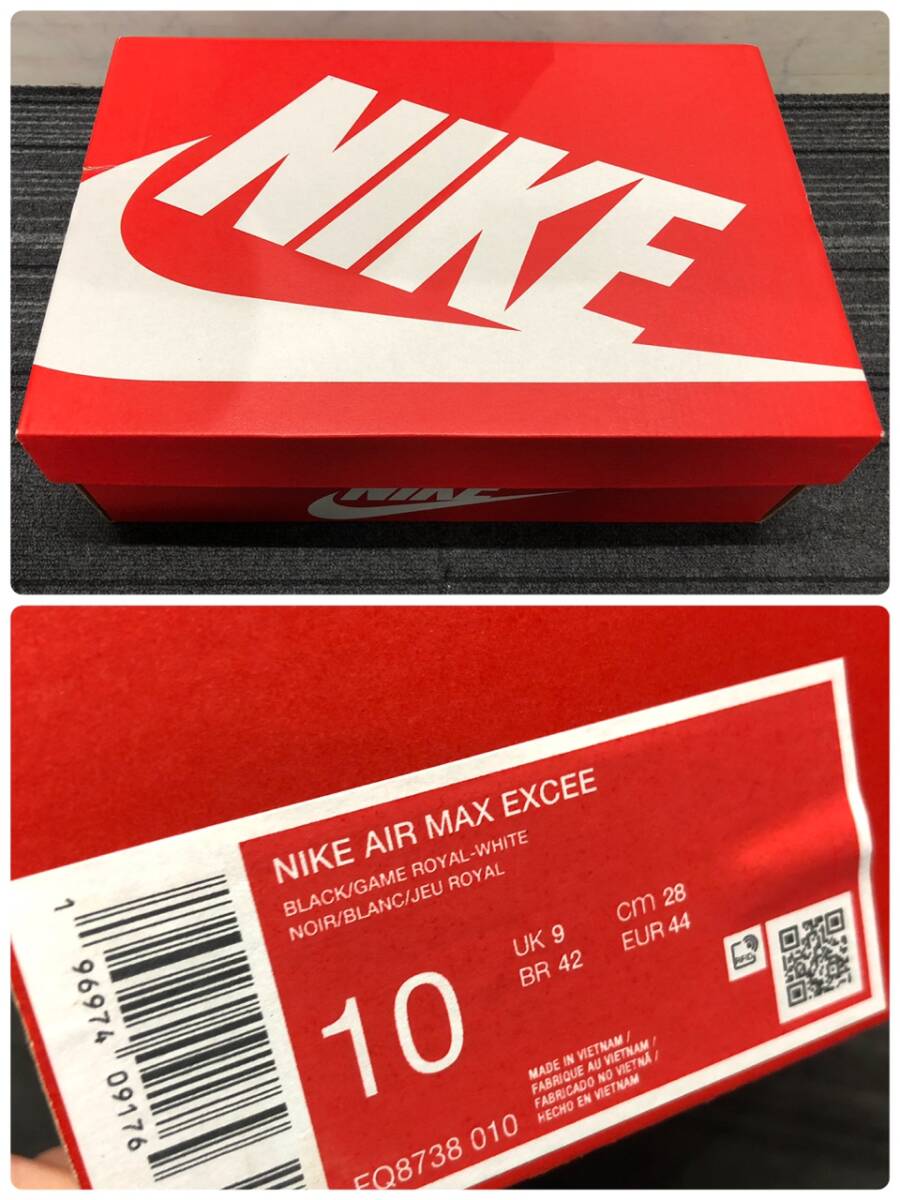 NIKE
NIKE
NIKE AIR MAX EXCEE
BLACK/GAME ROYAL-WHITE
NOIR/BLANC/JEU ROYAL
10
UK 9
cm 28
BR 42
EUR 44
RFID
MADE IN VIETNAM /
FABRIQUE AU VIETNAM /
FABRICADO NO VIETNÃ /
HECHO EN VIETNAM
FQ8738 010
1 96974 09176